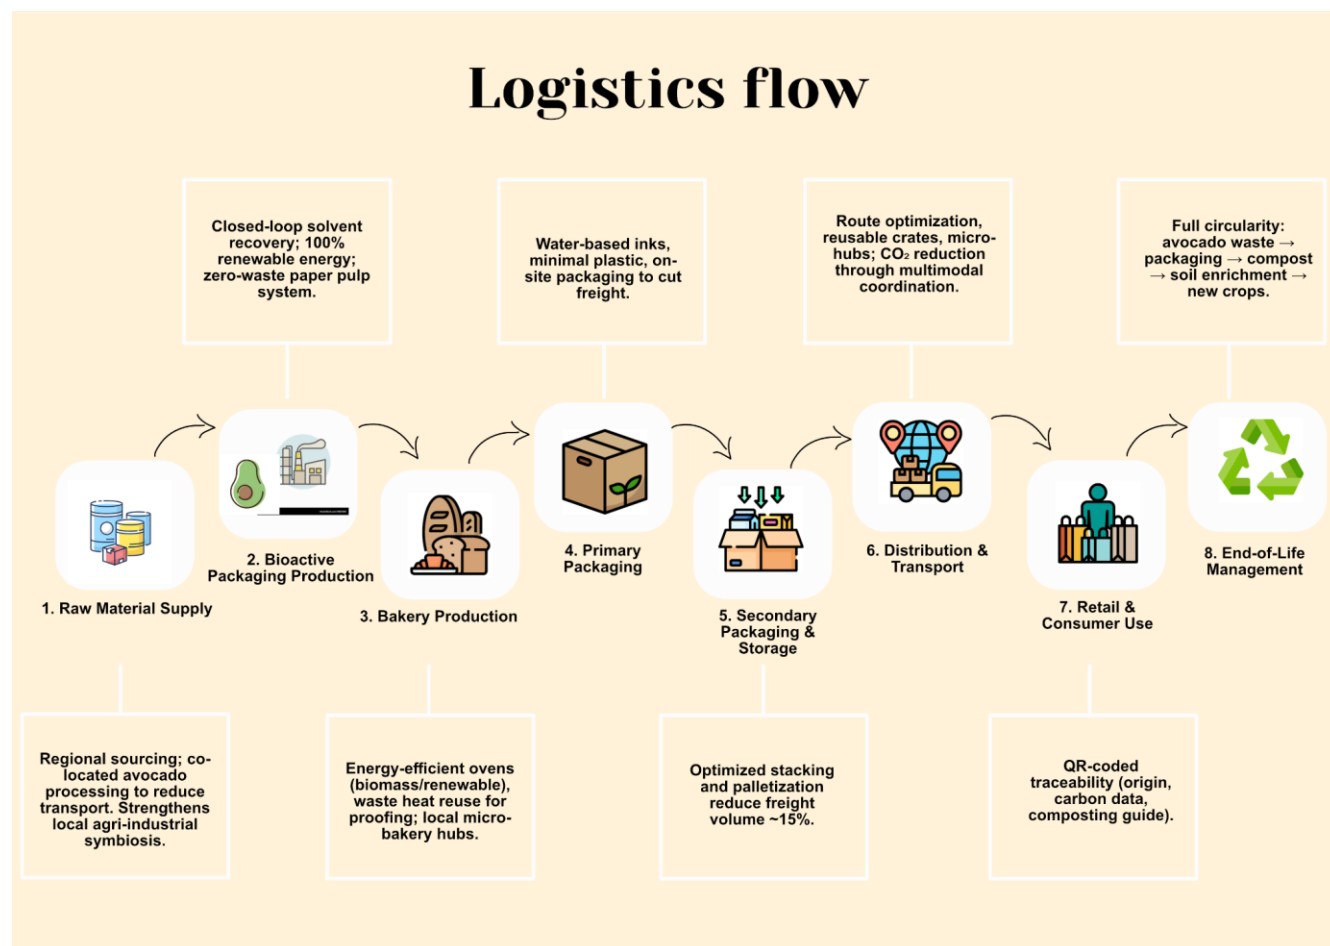 Logistics flow
Closed-loop solvent
recovery; 100%
renewable energy;
zero-waste paper pulp
system.
Water-based inks,
minimal plastic, on-
site packaging to cut
freight.
Route optimization,
reusable crates, micro-
hubs; CO₂ reduction
through multimodal
coordination.
Full circularity:
avocado waste →
packaging → compost
→ soil enrichment →
new crops.
1. Raw Material Supply
2. Bioactive
Packaging Production
3. Bakery Production
4. Primary
Packaging
5. Secondary
Packaging &
Storage
6. Distribution &
Transport
7. Retail &
Consumer Use
8. End-of-Life
Management
Regional sourcing; co-
located avocado
processing to reduce
transport. Strengthens
local agri-industrial
symbiosis.
Energy-efficient ovens
(biomass/renewable),
waste heat reuse for
proofing; local micro-
bakery hubs.
Optimized stacking
and palletization
reduce freight
volume ~15%.
QR-coded
traceability (origin,
carbon data,
composting guide).